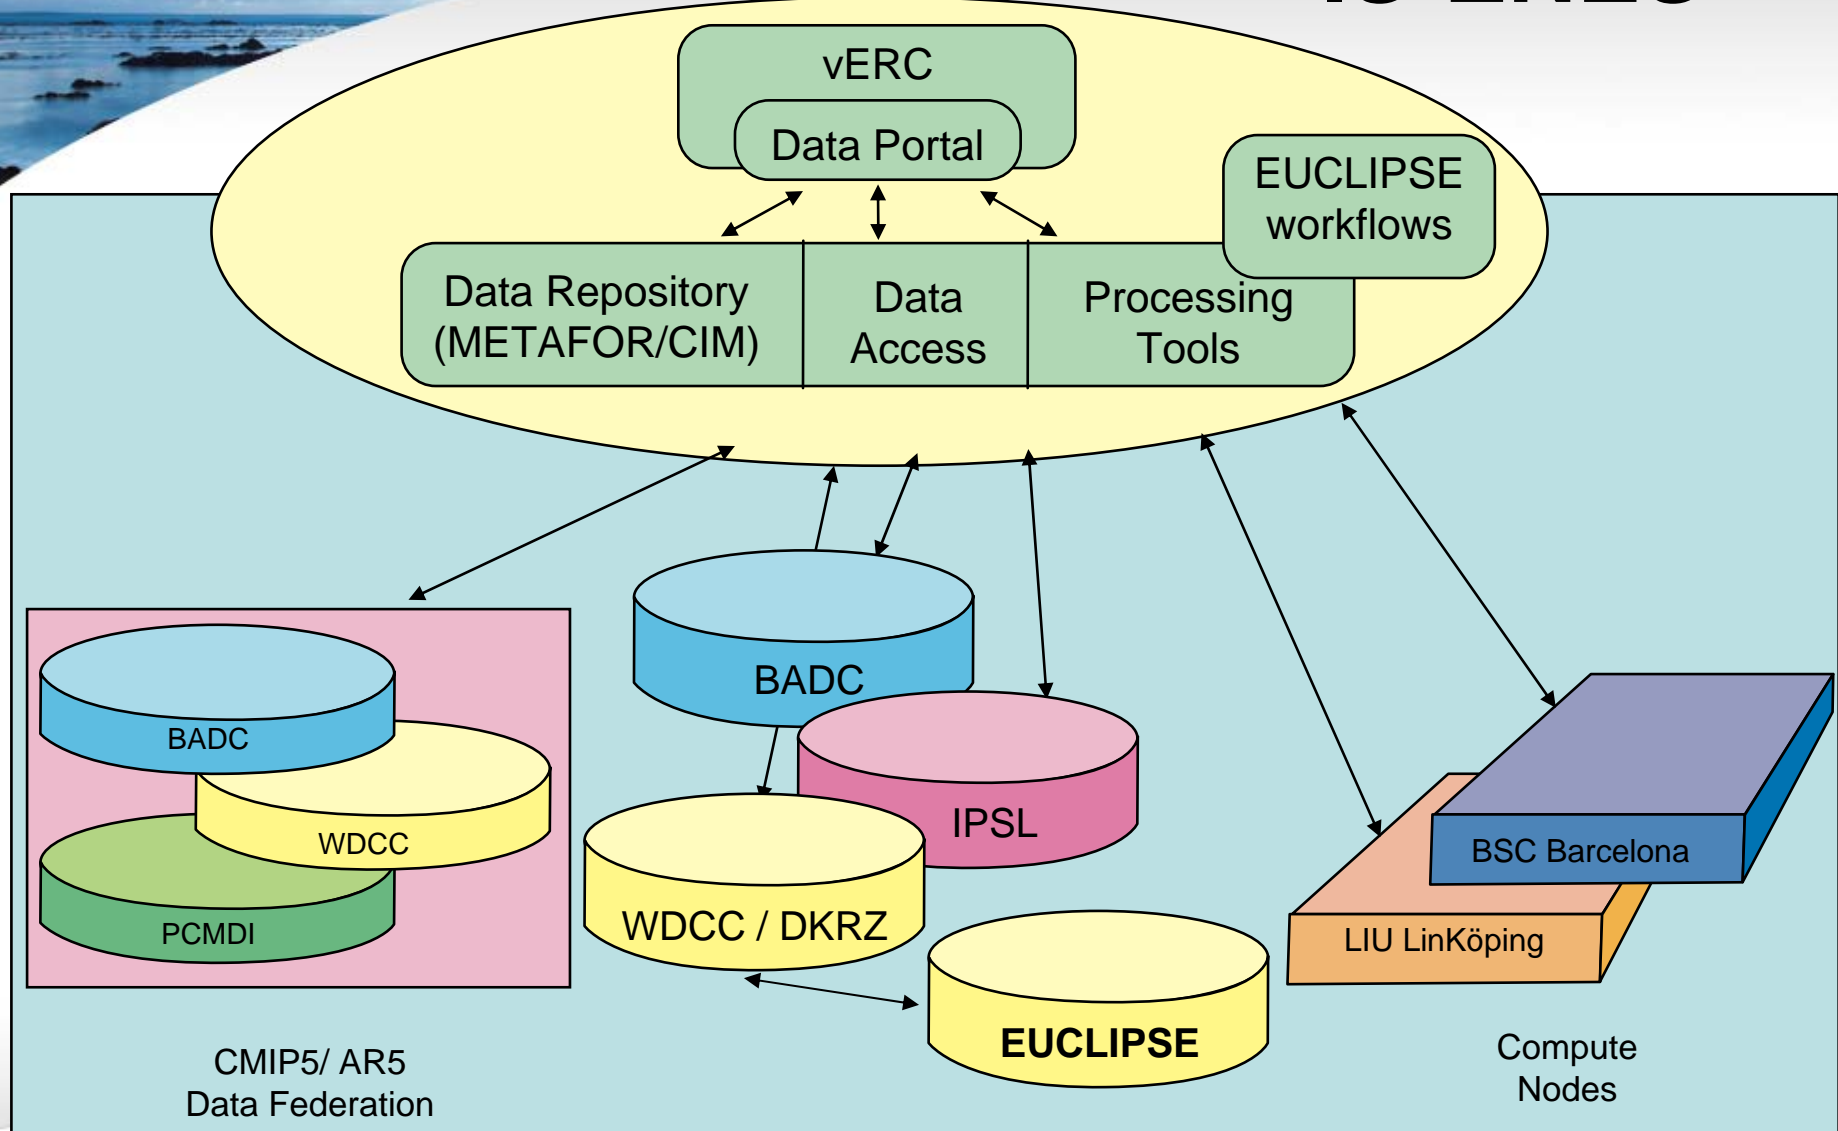 vERC
Data Portal
EUCLIPSE
workflows
Data Repository
(METAFOR/CIM)
Data
Access
Processing
Tools
BADC
WDCC
PCMDI
CMIP5/ AR5
Data Federation
BADC
IPSL
WDCC / DKRZ
EUCLIPSE
BSC Barcelona
LIU LinKöping
Compute
Nodes